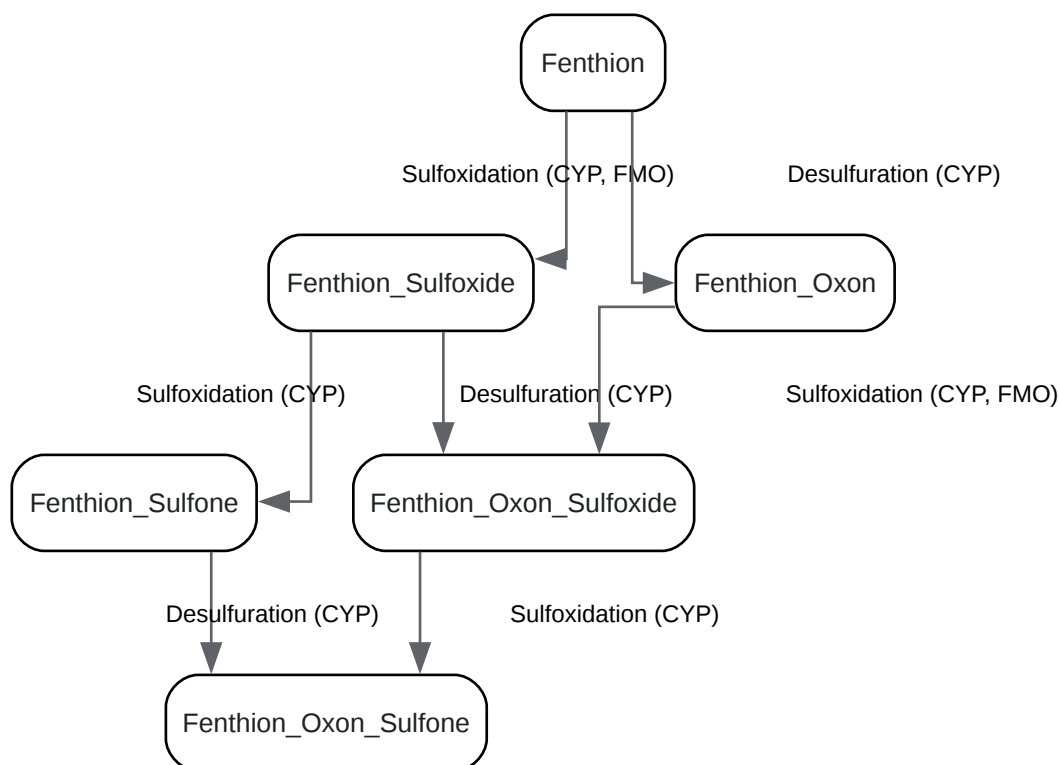 Fenthion
Sulfoxidation (CYP, FMO)
Desulfuration (CYP)
Fenthion_Sulfoxide
Fenthion_Oxon
Sulfoxidation (CYP)
Desulfuration (CYP)
Sulfoxidation (CYP, FMO)
Fenthion_Sulfone
Fenthion_Oxon_Sulfoxide
Desulfuration (CYP)
Sulfoxidation (CYP)
Fenthion_Oxon_Sulfone